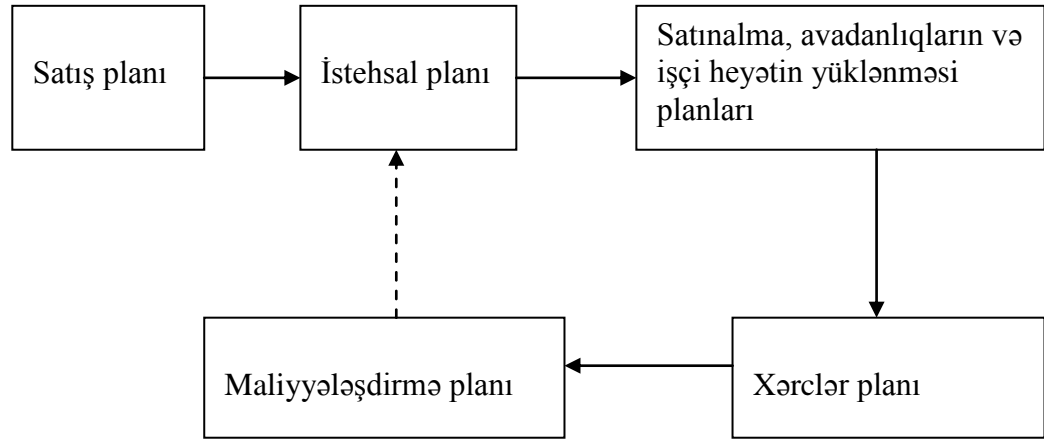 Satış planı
İstehsal planı
Satınalma, avadanlıqların və
işçi heyətin yüklənməsi
planları
Maliyyələşdirmə planı
Xərclər planı